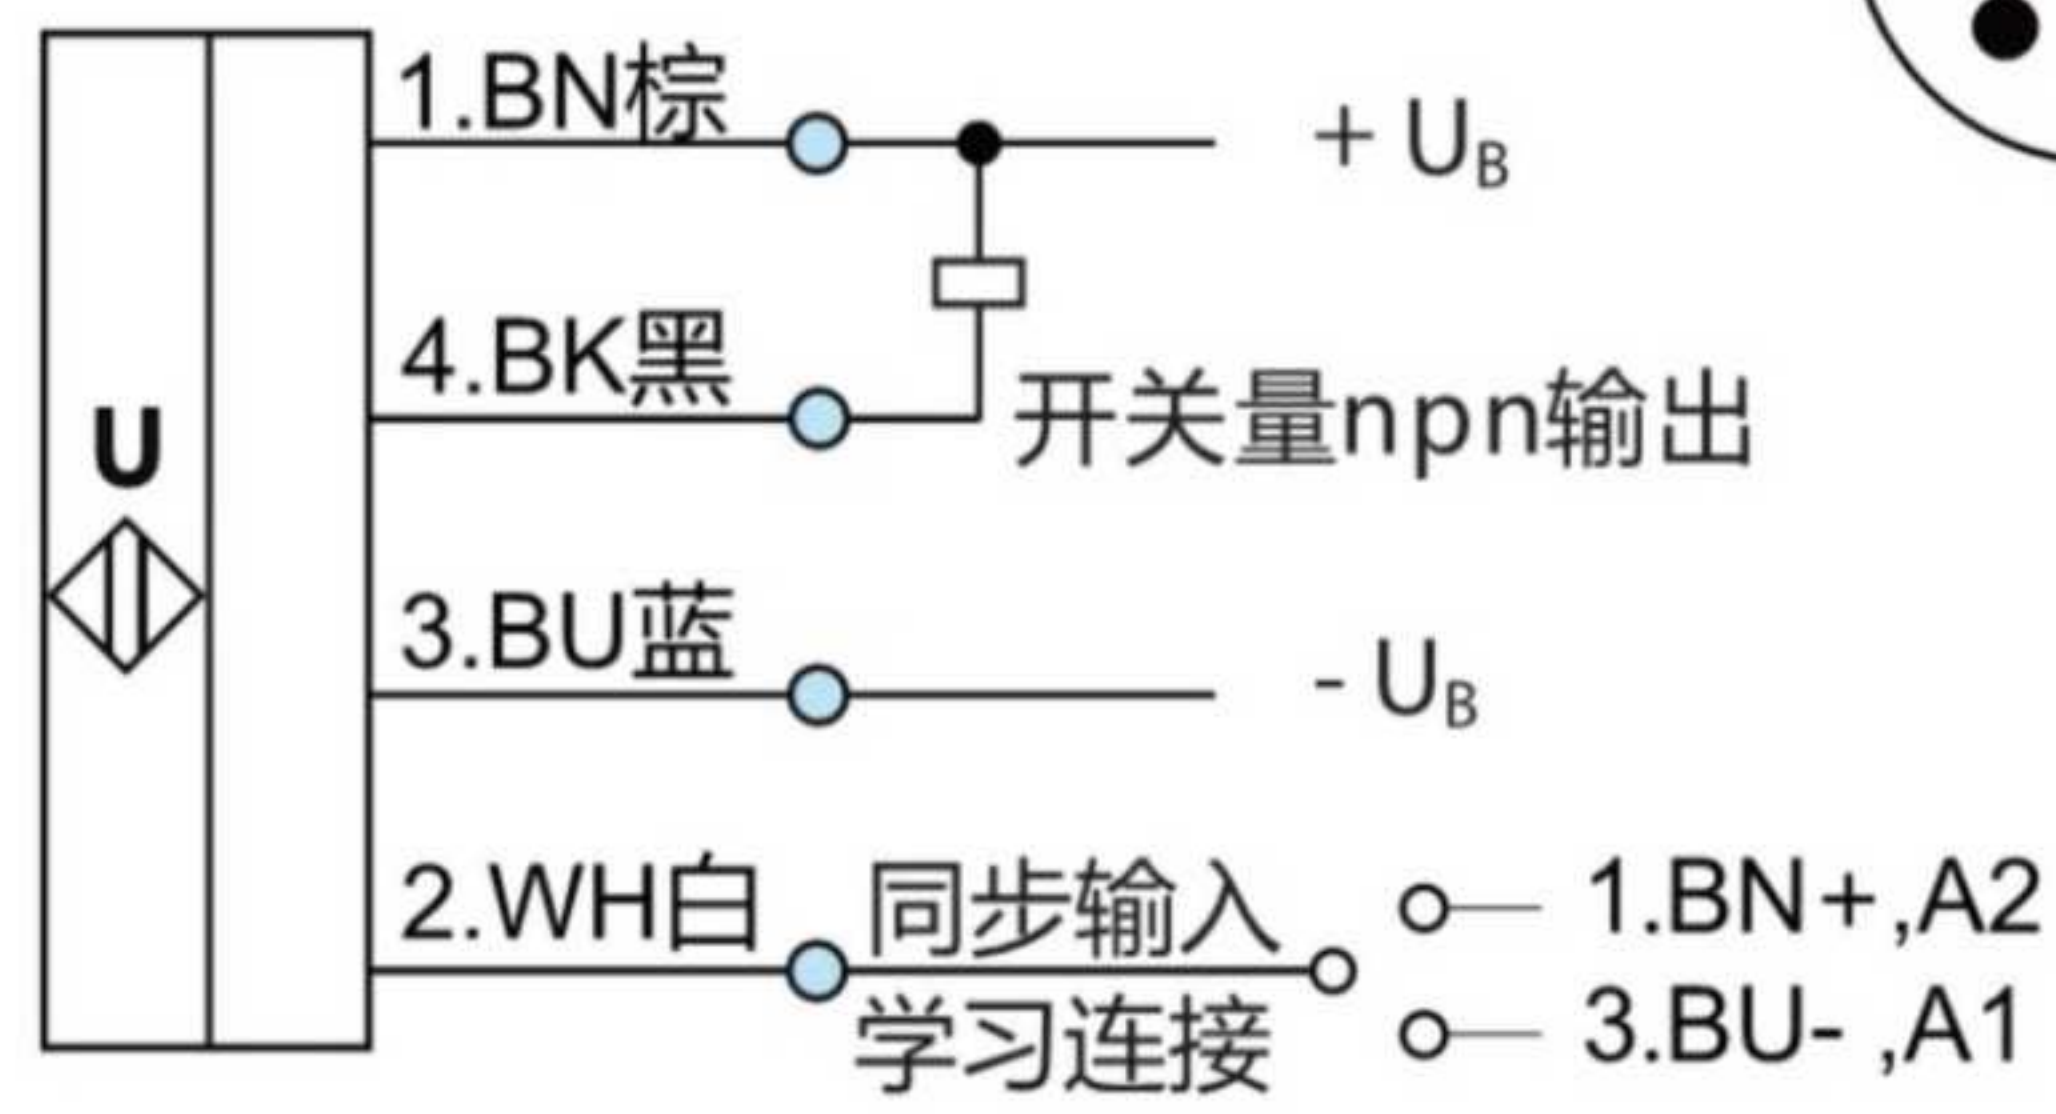 1.BN棕
+ UB
4.BK黑
开关量npn输出
U
3.BU蓝
- UB
2.WH白
同步输入
学习连接
1.BN+,A2
3.BU- ,A1